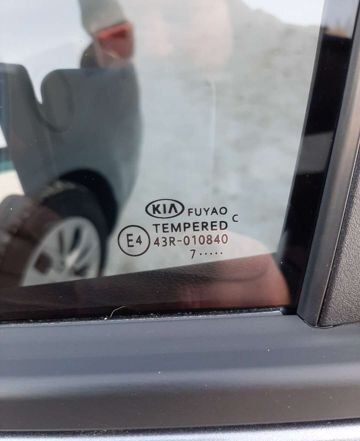 KIA FUYAO
TEMPERED C
E4 43R-010840
7·····